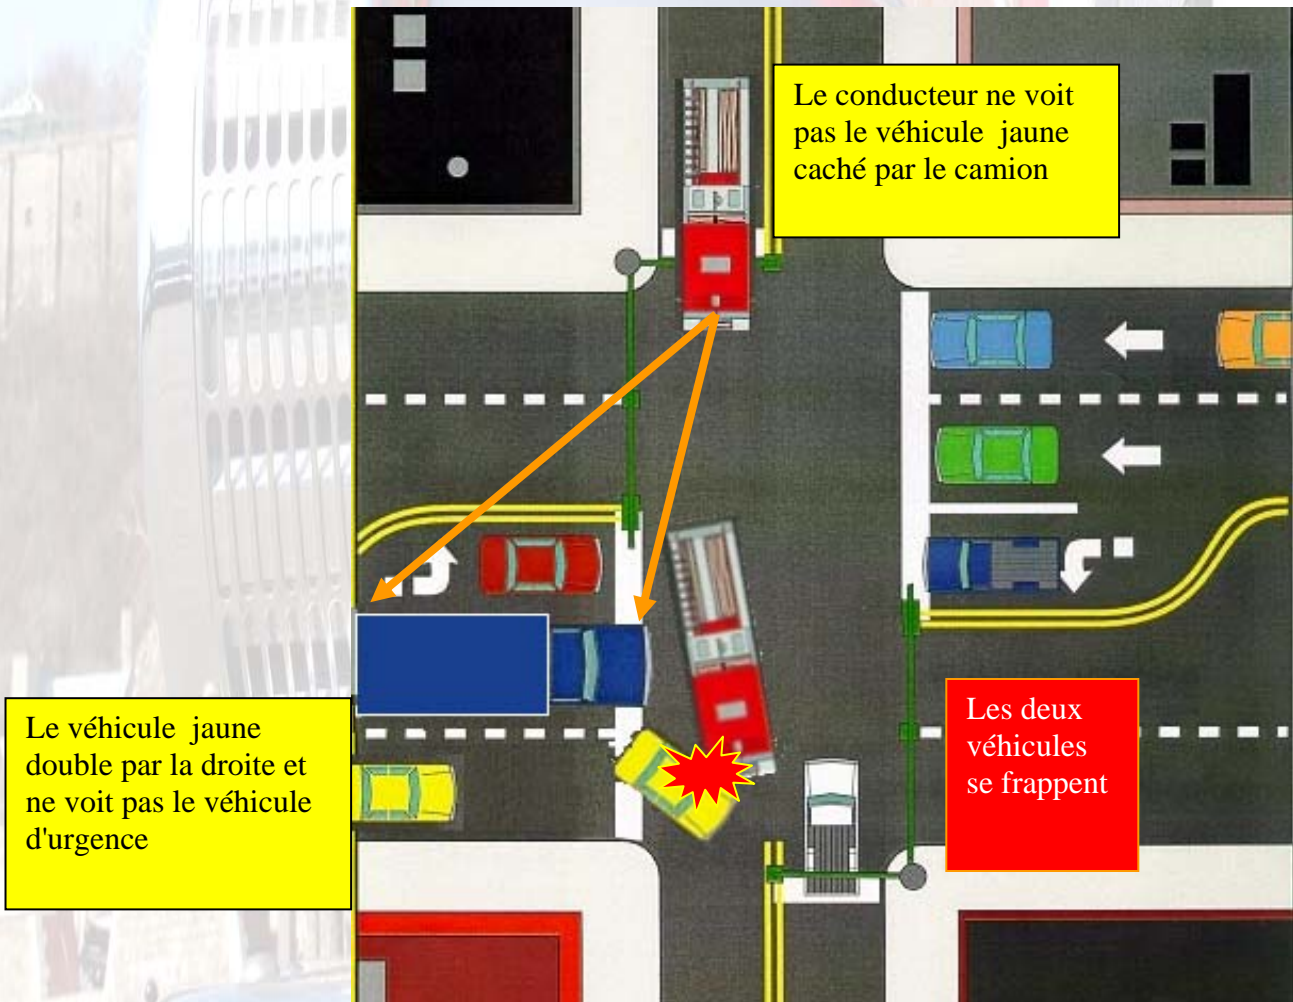 Le conducteur ne voit
pas le véhicule jaune
caché par le camion
Le véhicule jaune
double par la droite et
ne voit pas le véhicule
d'urgence
Les deux
véhicules
se frappent